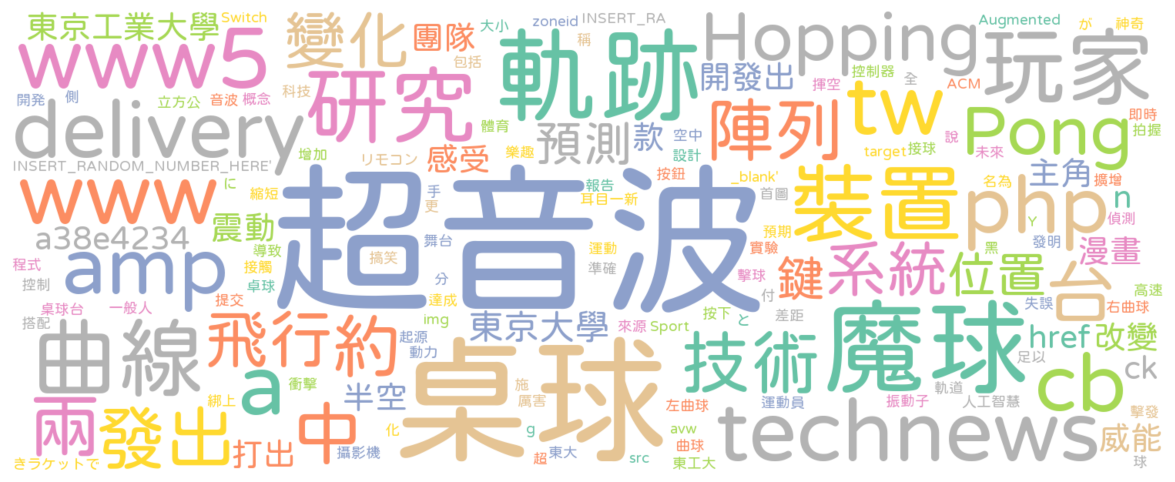 東京工業大學 Switch 變化 團隊 大小 zoneid INSERT_RA Augmented が 神奇
www5 包括 軌跡 稱 Hopping 玩家
開発 側 立方公 音波 概念 科技 研究 開發出 揮空 控制器 全 ACM 即時
delivery 體育 預測 款 空中 陣列 tw 說 Pong 拍握
INSERT_RANDOM_NUMBER_HERE' 增加 リモコン 感受 樂趣 設計 target 接球 未來
www に 縮短 超音波 手 更 報告 耳目一新 按鈕 _blank' 首圖 裝置 主角 名為 擴增
a38e4234 震動 導致 舞台 運動 預期 php n 偵測
程式 amp 接觸 搞笑 準確 實驗 系統 位置 Y 黑 發明 漫畫
控制 卓球 分 擊球 鍵 台 高速
桌球台 一般人 提交 達成 付 失誤 右曲球
搭配 曲線 飛行約 起源 img 東京大學 來源 Sport 按下 と 差距 魔球 href 改變
動力 技術 足以
a 衝擊 半空 桌球 施 厲害 軌道 cb ck
兩 發出 綁上 中 化 左曲球 運動員 振動子 人工智慧 擊發
打出 攝影機 g avw 曲球 technews 威能
きラケットで 超 東大 src 東工大 球